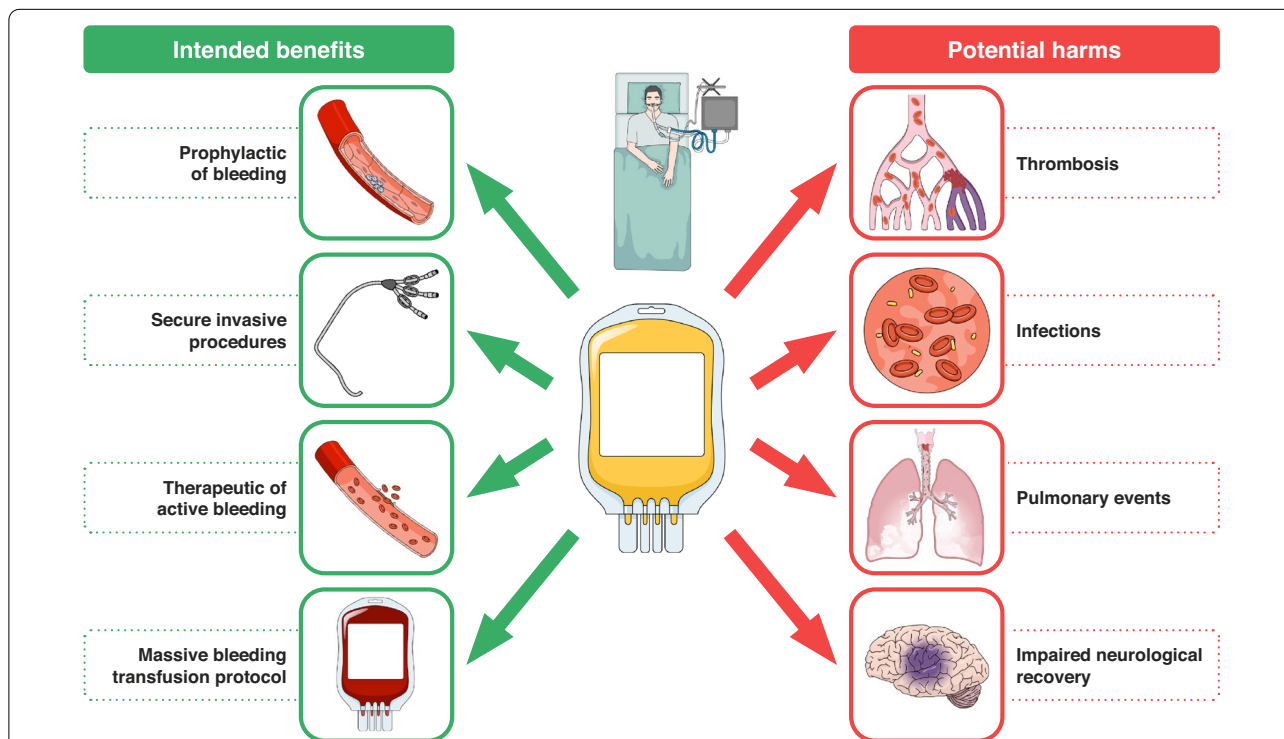 Intended benefits
Potential harms
Prophylactic
of bleeding
Thrombosis
Secure invasive
procedures
Infections
Therapeutic of
active bleeding
Pulmonary events
Massive bleeding
transfusion protocol
Impaired neurological
recovery